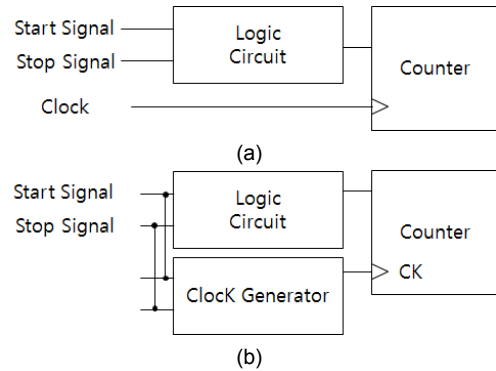 Start Signal
Stop Signal
Logic
Circuit
Counter
Clock
(a)
Start Signal
Stop Signal
Logic
Circuit
Counter
ClocK Generator
CK
(b)